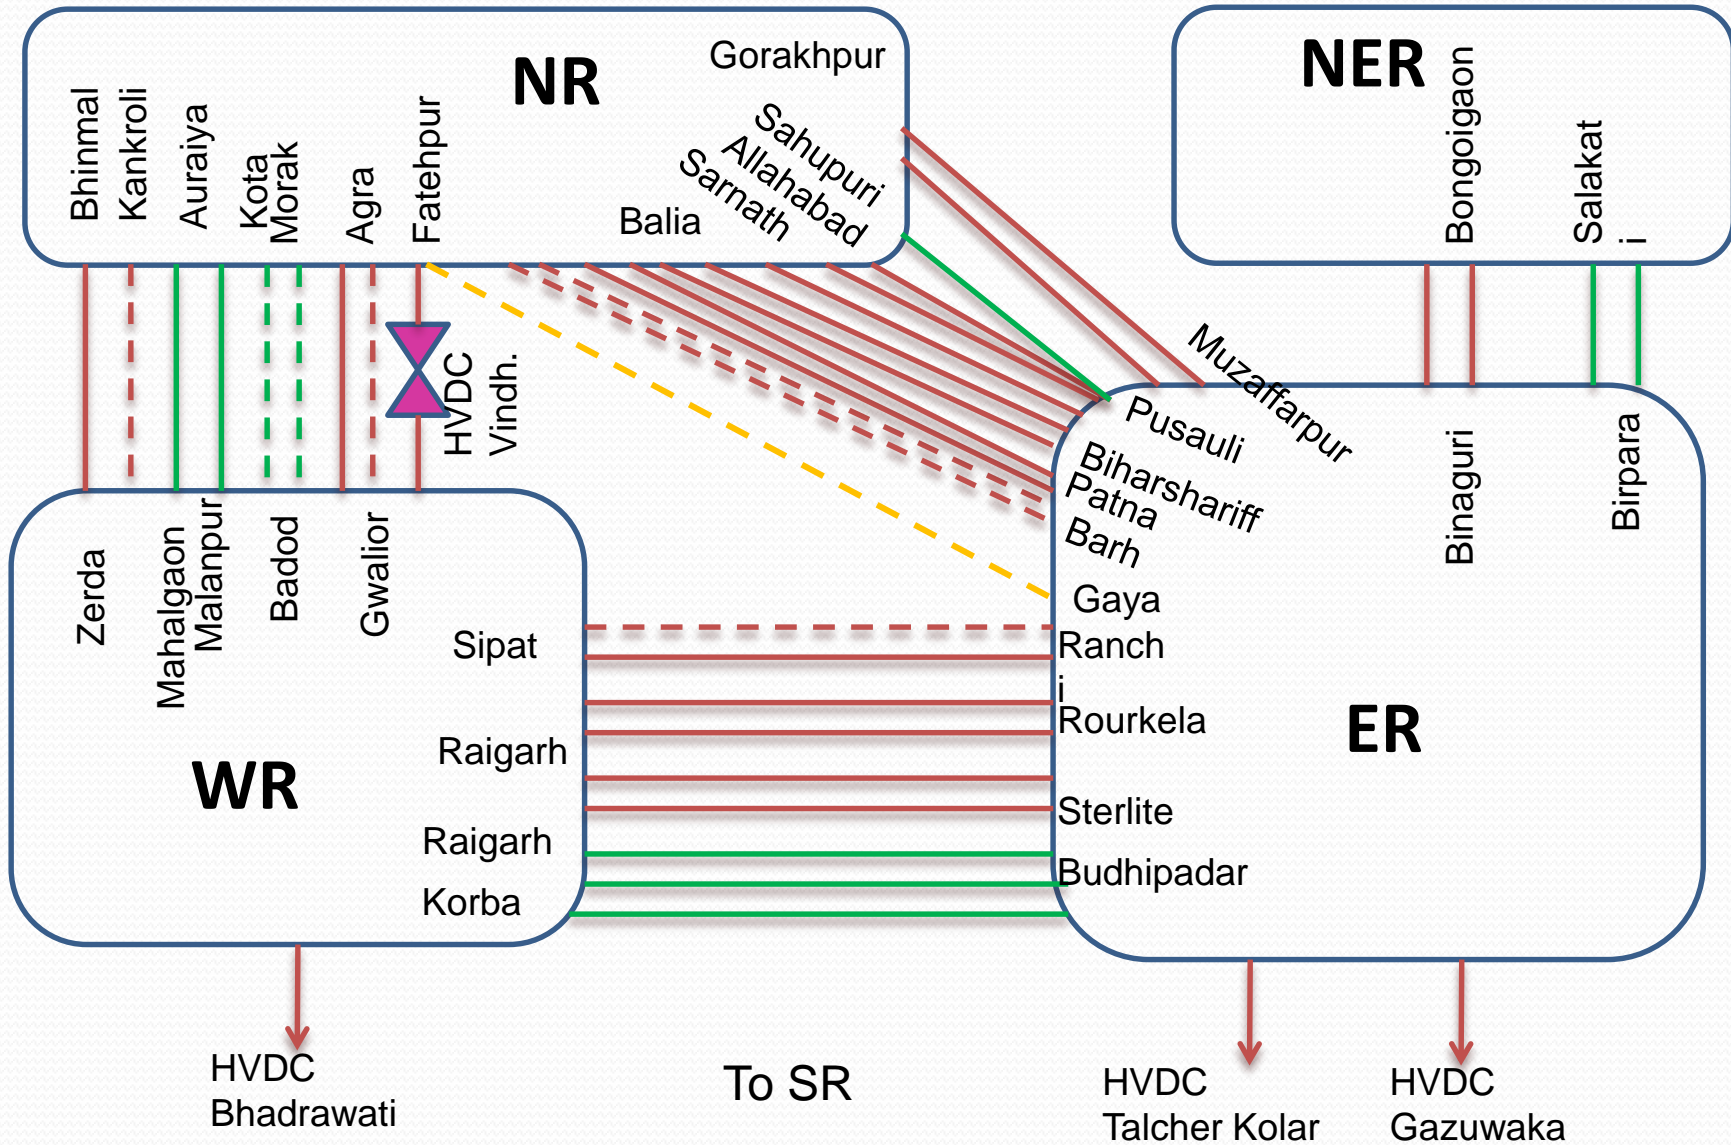 NR
Gorakhpur
Bhinmal
Kankroli
Auraiya
Kota
Morak
Agra
Fatehpur
Balia
Sarnath
Allahabad
Sahupuri
NER
Bongoigaon
Salakat
i
HVDC
Vindh.
Muzaffarpur
Pusauli
Biharshariff
Patna
Barh
Gaya
Ranch
i
Rourkela
Sterlite
Budhipadar
Binaguri
Birpara
ER
Zerda
Mahalgaon
Malanpur
Badod
Gwalior
Sipat
Raigarh
Raigarh
Korba
WR
HVDC
Bhadrawati
To SR
HVDC
Talcher Kolar
HVDC
Gazuwaka